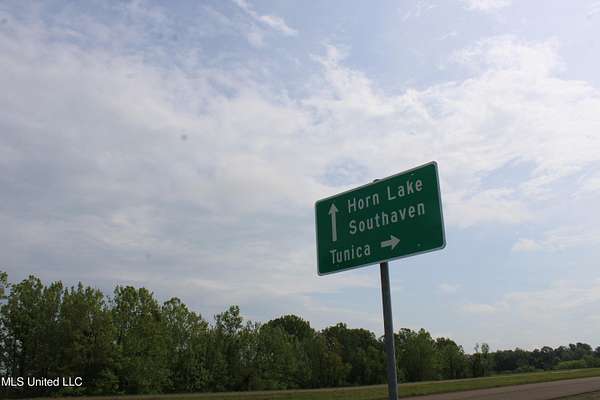 Horn Lake
Southaven
Tunica
MLS United LLC